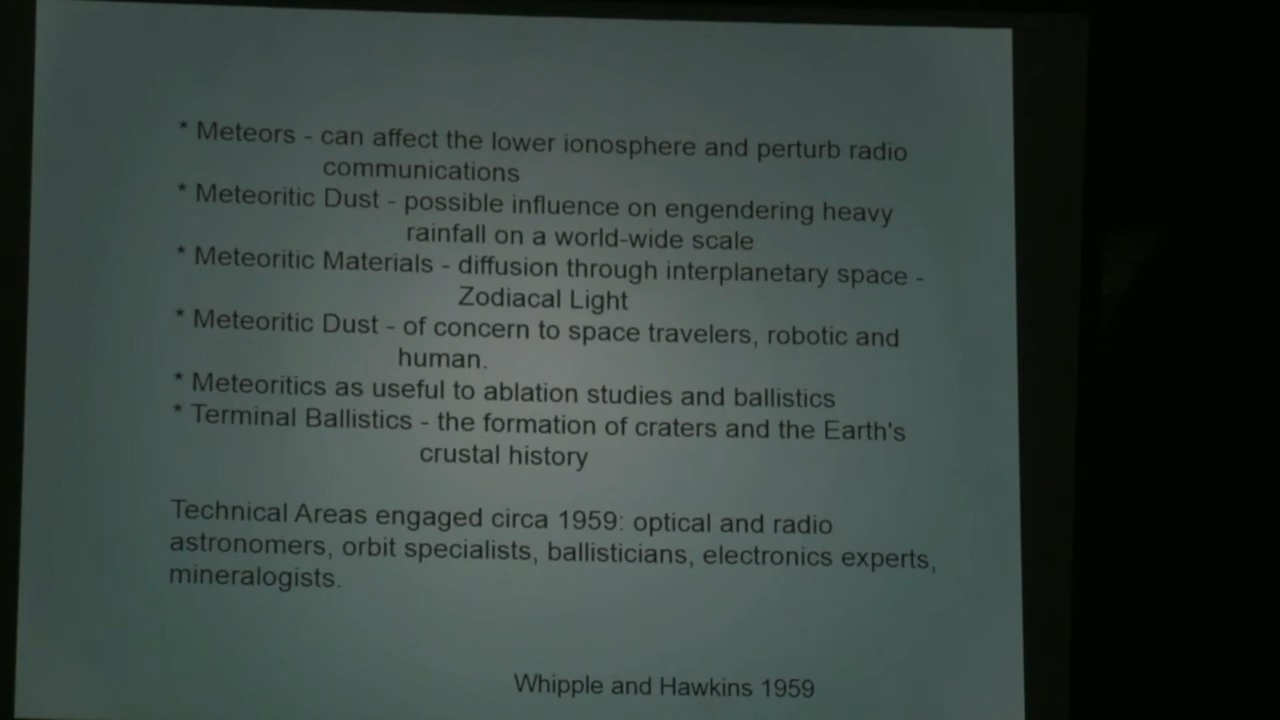 * Meteors - can affect the lower ionosphere and perturb radio
communications
* Meteoritic Dust - possible influence on engendering heavy
rainfall on a world-wide scale
* Meteoritic Materials - diffusion through interplanetary space -
Zodiacal Light
* Meteoritic Dust - of concern to space travelers, robotic and
human.
* Meteoritics as useful to ablation studies and ballistics
* Terminal Ballistics - the formation of craters and the Earth's
crustal history
Technical Areas engaged circa 1959: optical and radio
astronomers, orbit specialists, ballisticians, electronics experts,
mineralogists.
Whipple and Hawkins 1959